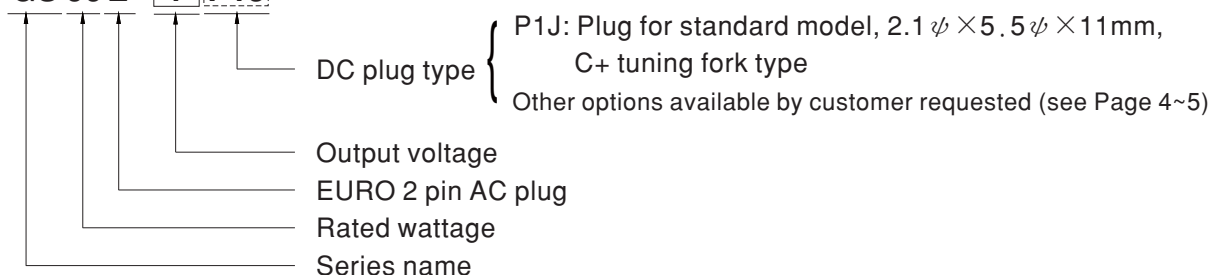 P1J: Plug for standard model, 2.1ψ×5.5ψ×11mm,
DC plug type
C+ tuning fork type
Other options available by customer requested (see Page 4~5)
Output voltage
EURO 2 pin AC plug
Rated wattage
Series name